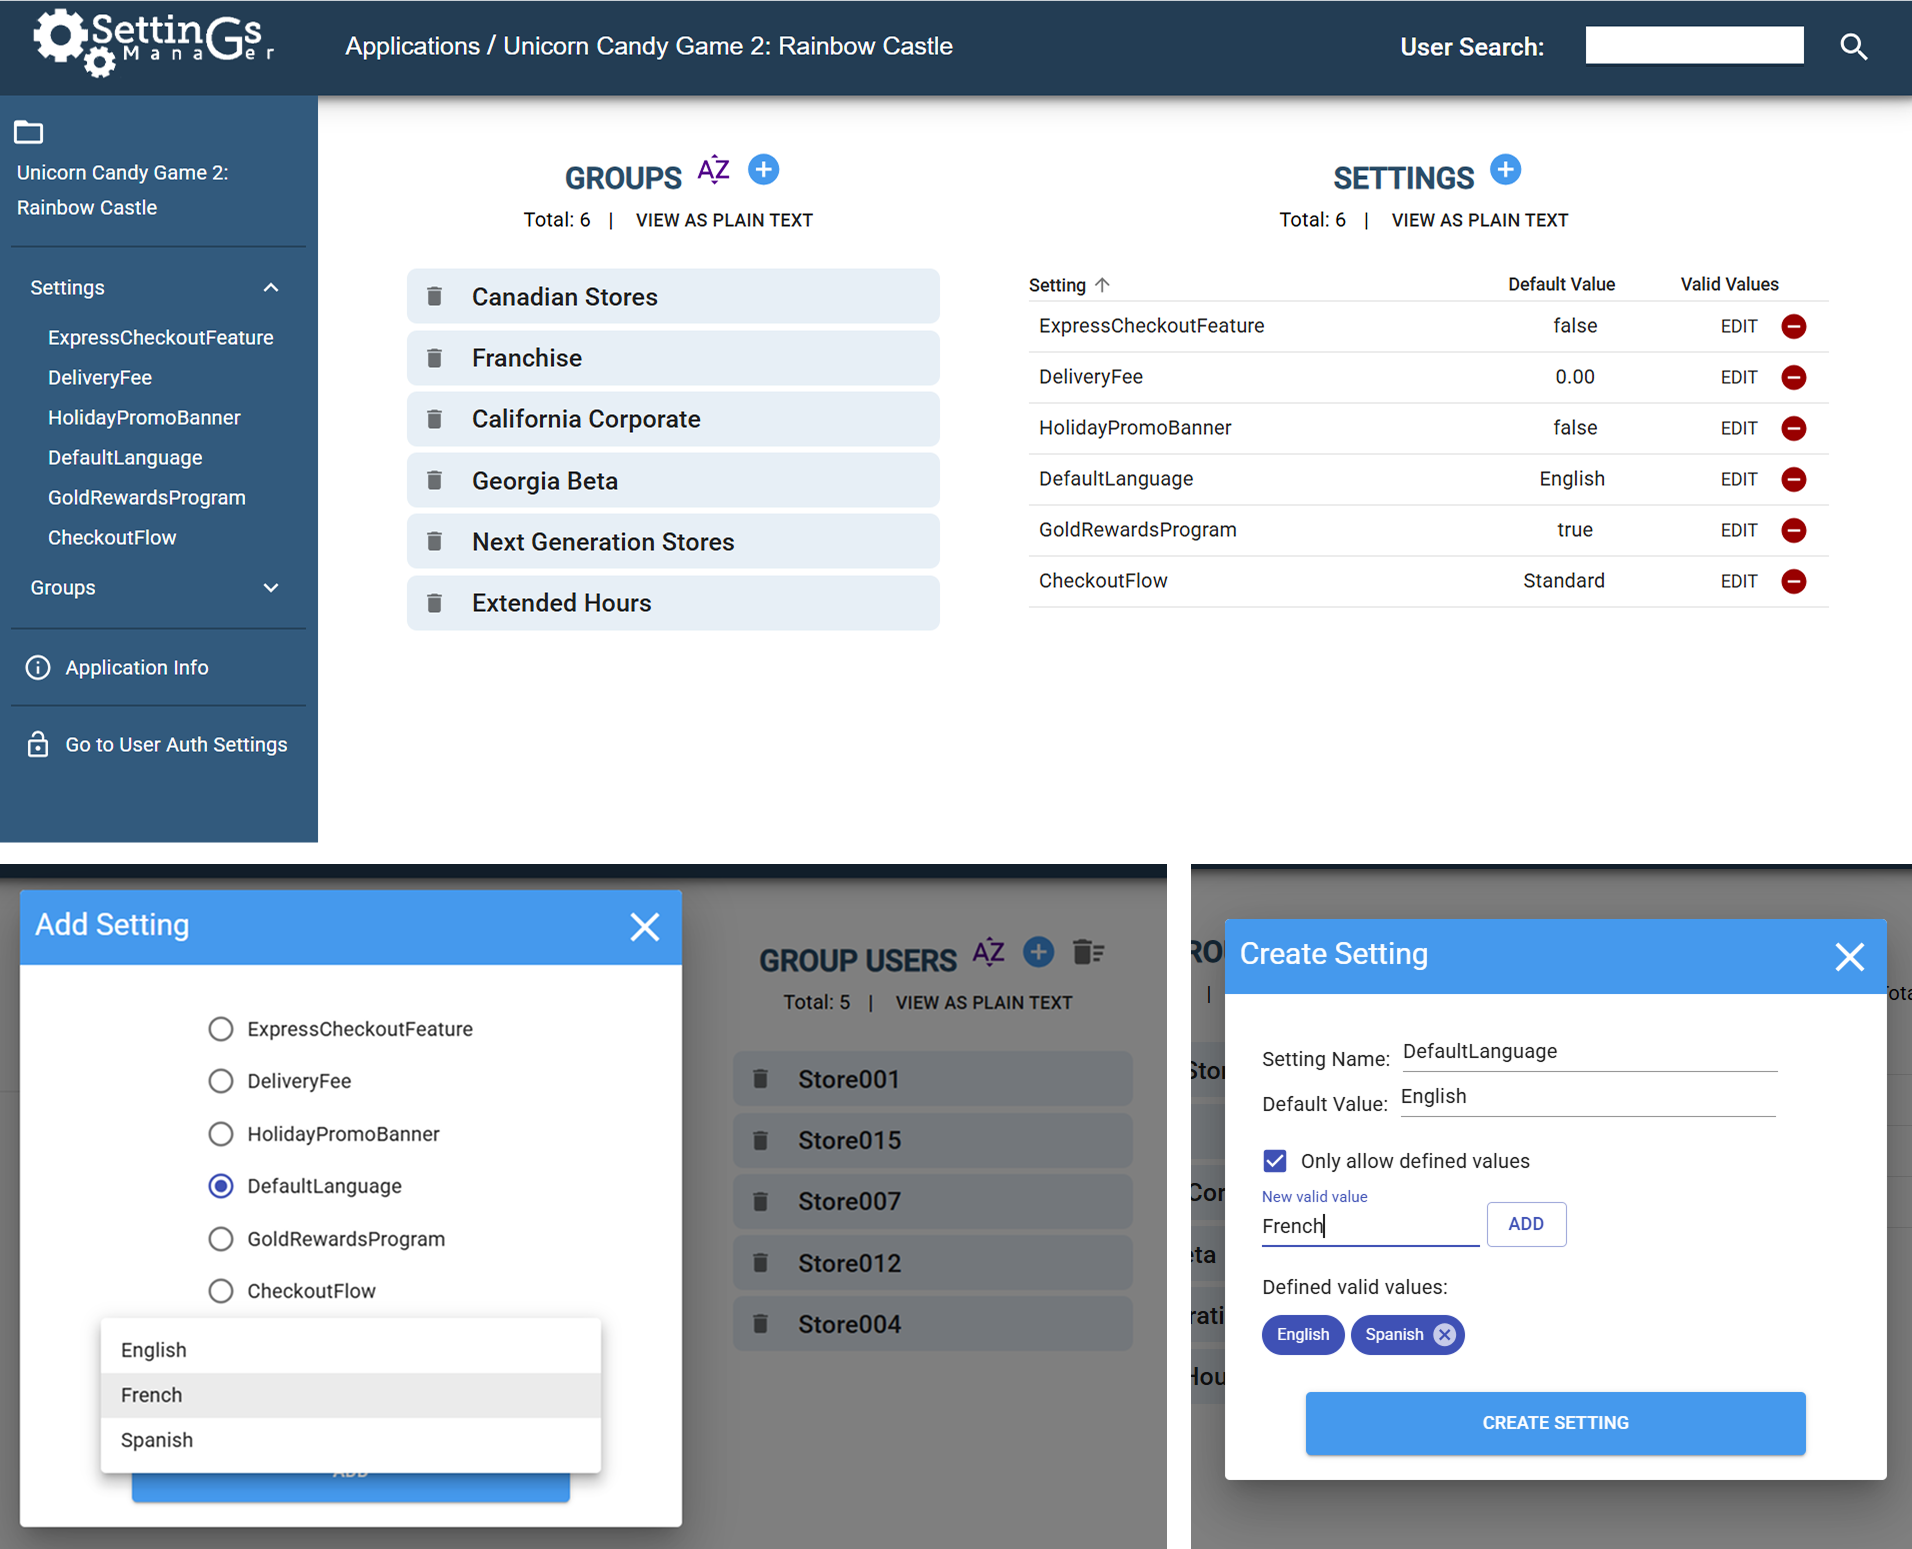 SettinGs
ManaGer
Applications / Unicorn Candy Game 2: Rainbow Castle
User Search:
Unicorn Candy Game 2:
Rainbow Castle
Settings
ExpressCheckoutFeature
DeliveryFee
HolidayPromoBanner
DefaultLanguage
GoldRewardsProgram
CheckoutFlow
Groups
Application Info
Go to User Auth Settings
GROUPS AZ
Total: 6 | VIEW AS PLAIN TEXT
Canadian Stores
Franchise
California Corporate
Georgia Beta
Next Generation Stores
Extended Hours
SETTINGS
Total: 6 | VIEW AS PLAIN TEXT
Setting Default Value Valid Values
ExpressCheckoutFeature false EDIT
DeliveryFee 0.00 EDIT
HolidayPromoBanner false EDIT
DefaultLanguage English EDIT
GoldRewardsProgram true EDIT
CheckoutFlow Standard EDIT
Add Setting
ExpressCheckoutFeature
DeliveryFee
HolidayPromoBanner
DefaultLanguage
GoldRewardsProgram
CheckoutFlow
English
French
Spanish
GROUP USERS AZ
Total: 5 | VIEW AS PLAIN TEXT
Store001
Store015
Store007
Store012
Store004
Create Setting
Setting Name: DefaultLanguage
Default Value: English
Only allow defined values
New valid value
French ADD
Defined valid values:
English Spanish
CREATE SETTING